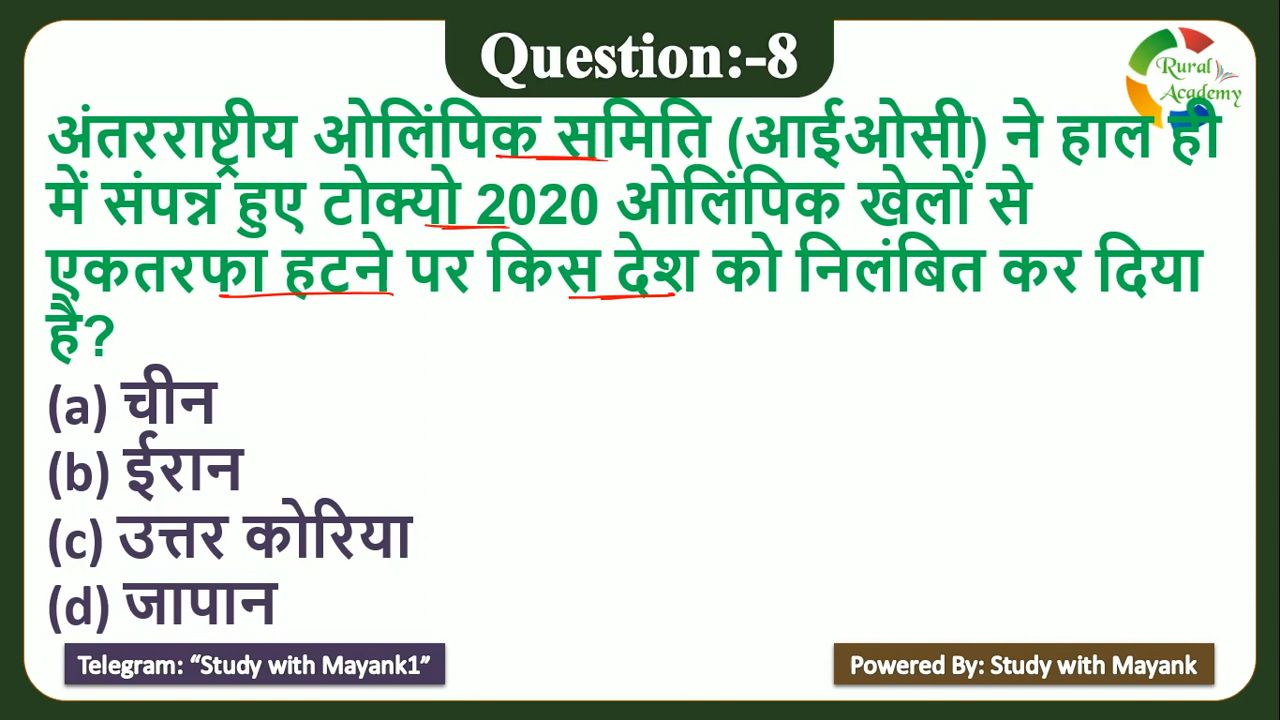 Question:-8
Rural
Academy
अंतरराष्ट्रीय ओलिंपिक समिति (आईओसी) ने हाल ही
में संपन्न हुए टोक्यो 2020 ओलिंपिक खेलों से
एकतरफा हटने पर किस देश को निलंबित कर दिया
है?
(a) चीन
(b) ईरान
(c) उत्तर कोरिया
(d) जापान
Telegram: “Study with Mayank1”
Powered By: Study with Mayank